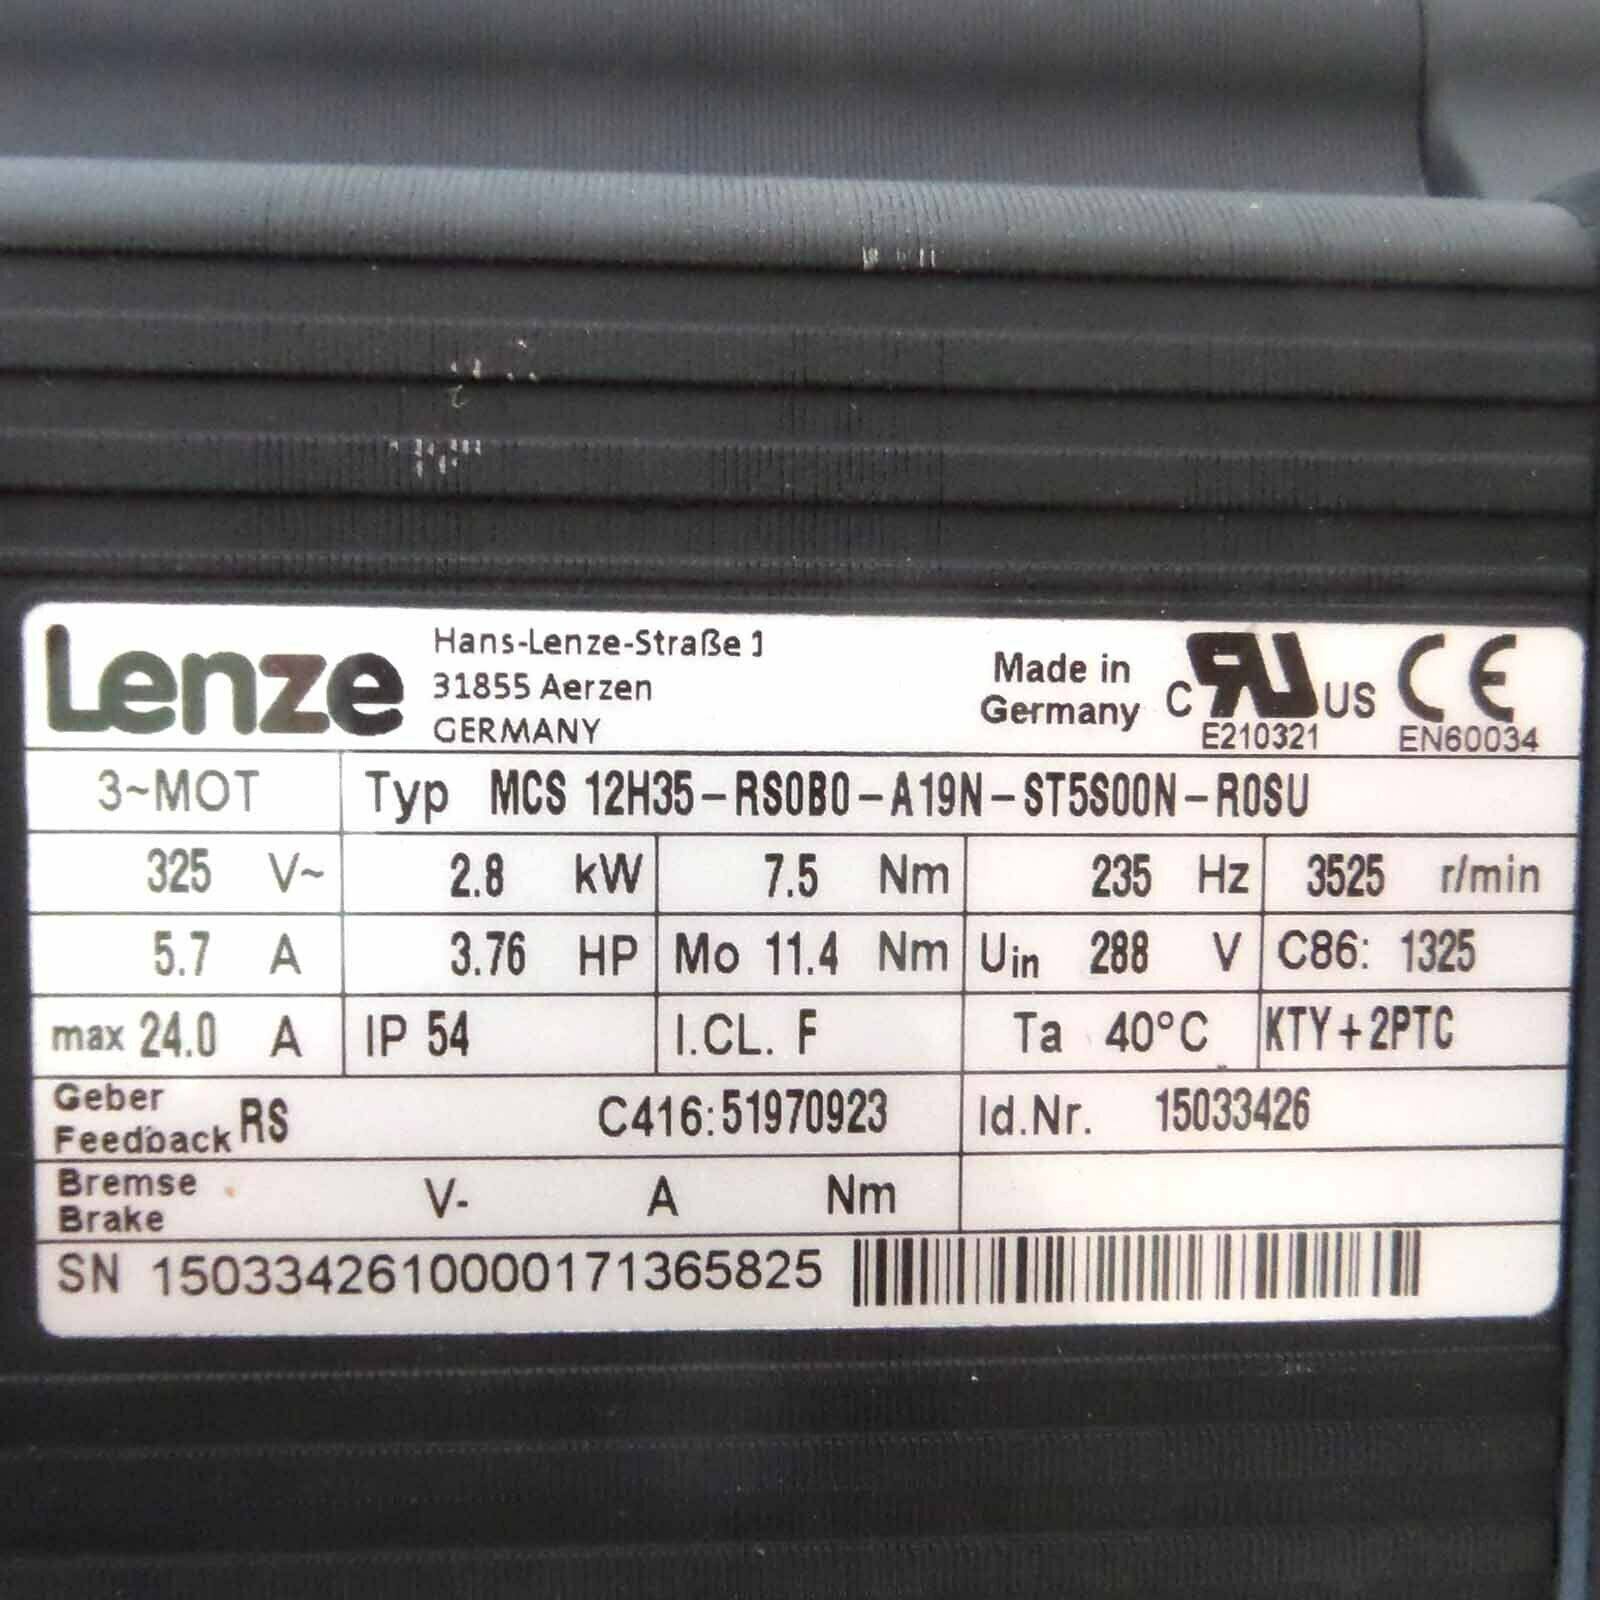 Lenze
Hans-Lenze-Straße 1
31855 Aerzen
GERMANY
Made in
Germany
C RU US
E210321
CE
EN60034
3~MOT Typ MCS 12H35-RS0B0-A19N-ST5S00N-R0SU
325 V~ 2.8 kW 7.5 Nm 235 Hz 3525 r/min
5.7 A 3.76 HP Mo 11.4 Nm Uin 288 V C86: 1325
max 24.0 A IP 54 I.CL. F Ta 40°C KTY+2PTC
Geber
Feedback RS C416:51970923 Id.Nr. 15033426
Bremse
Brake V- A Nm
SN 1503342610000171365825